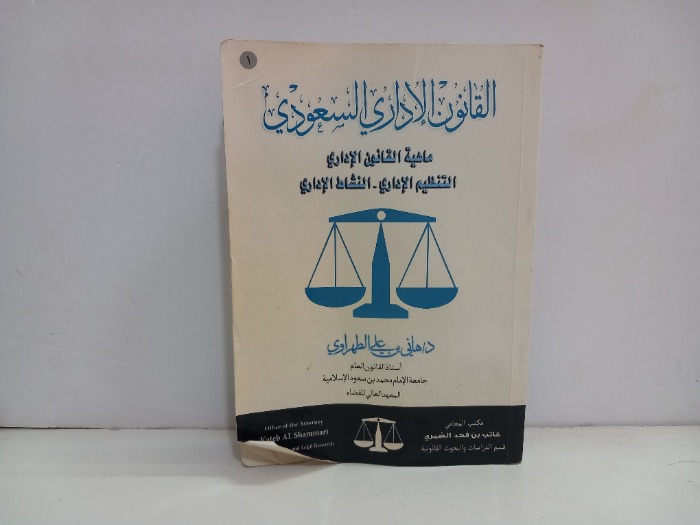 ١
القانون الإداري السعودي
ماهية القانون الإداري
التنظيم الإداري - النشاط الإداري
د/هاني بن علي الطهراوي
أستاذ القانون العام
جامعة الإمام محمد بن سعود الإسلامية
المعهد العالي للقضاء
Office of the Attorney
Kateb AL Shammari
Legal Research
مكتب المحامي
كاتب بن فهد الشمري
قسم الدراسات والبحوث القانونية